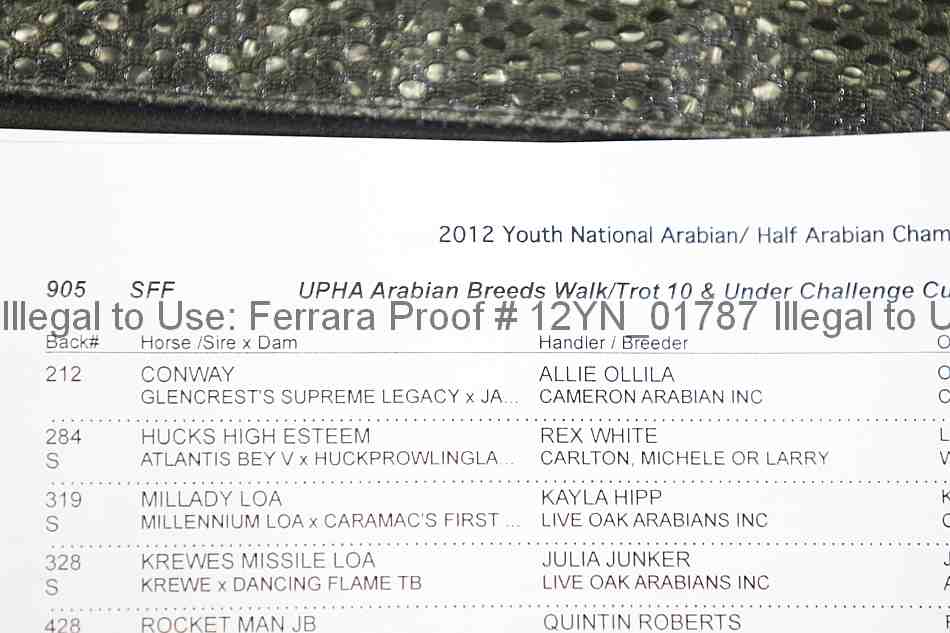 2012 Youth National Arabian/ Half Arabian Cham
905 SFF UPHA Arabian Breeds Walk/Trot 10 & Under Challenge Cu
Illegal to Use: Ferrara Proof # 12YN_01787 Illegal to U
Back# Horse /Sire x Dam Handler / Breeder O
212 CONWAY ALLIE OLLILA O
GLENCREST'S SUPREME LEGACY x JA... CAMERON ARABIAN INC C
284 HUCKS HIGH ESTEEM REX WHITE L
S ATLANTIS BEY V x HUCKPROWLINGLA... CARLTON, MICHELE OR LARRY W
319 MILLADY LOA KAYLA HIPP K
S MILLENNIUM LOA x CARAMAC'S FIRST ... LIVE OAK ARABIANS INC C
328 KREWES MISSILE LOA JULIA JUNKER J
S KREWE x DANCING FLAME TB LIVE OAK ARABIANS INC A
428 ROCKET MAN JB QUINTIN ROBERTS